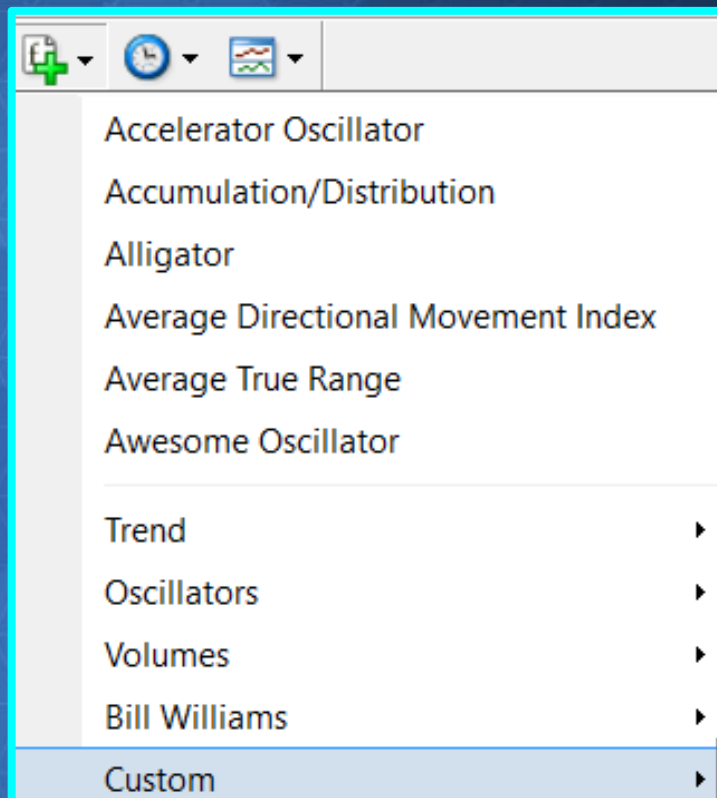 Accelerator Oscillator
Accumulation/Distribution
Alligator
Average Directional Movement Index
Average True Range
Awesome Oscillator
Trend
Oscillators
Volumes
Bill Williams
Custom